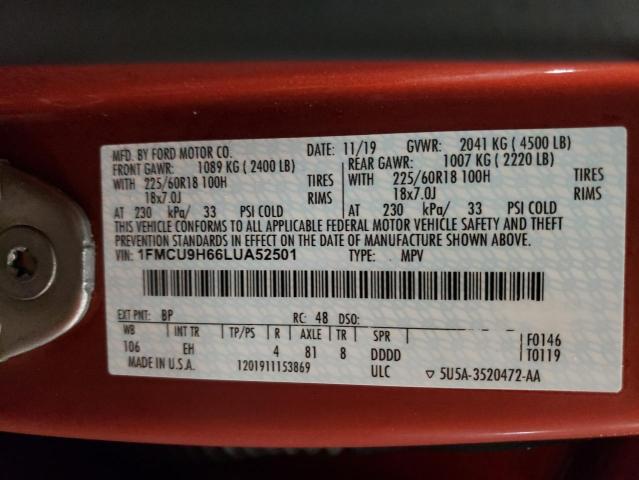 MFD. BY FORD MOTOR CO. DATE: 11/19 GVWR: 2041 KG (4500 LB)
FRONT GAWR: 1089 KG (2400 LB) REAR GAWR: 1007 KG (2220 LB)
WITH 225/60R18 100H TIRES WITH 225/60R18 100H TIRES
18x7.0J RIMS 18x7.0J RIMS
AT 230 kPa/ 33 PSI COLD AT 230 kPa/ 33 PSI COLD
THIS VEHICLE CONFORMS TO ALL APPLICABLE FEDERAL MOTOR VEHICLE SAFETY AND THEFT
PREVENTION STANDARDS IN EFFECT ON THE DATE OF MANUFACTURE SHOWN ABOVE.
VIN: 1FMCU9H66LUA52501 TYPE: MPV
EXT PNT: BP RC: 48 DSO:
WB INT TR TP/PS R AXLE TR SPR F0146
106 EH 4 81 8 DDDD T0119
MADE IN U.S.A. 1201911153869 ULC ▽ 5U5A-3520472-AA